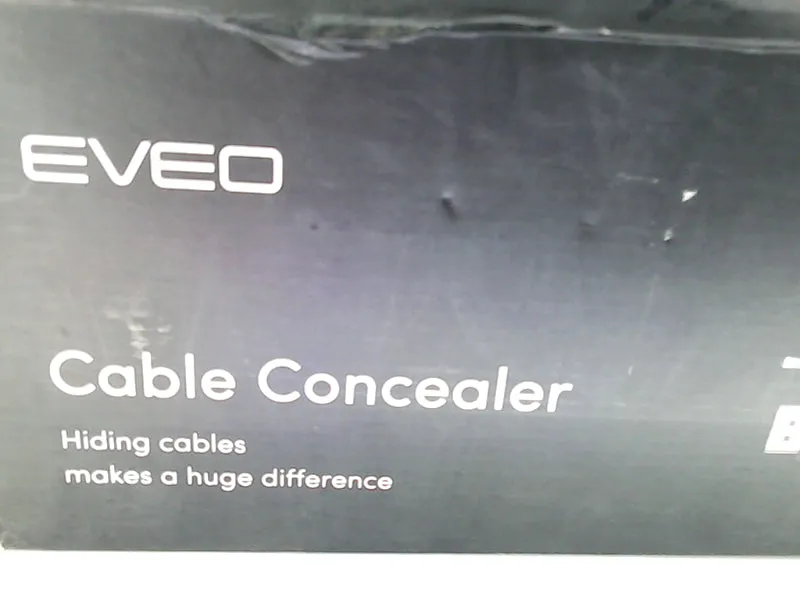 EVEO
Cable Concealer
Hiding cables
makes a huge difference